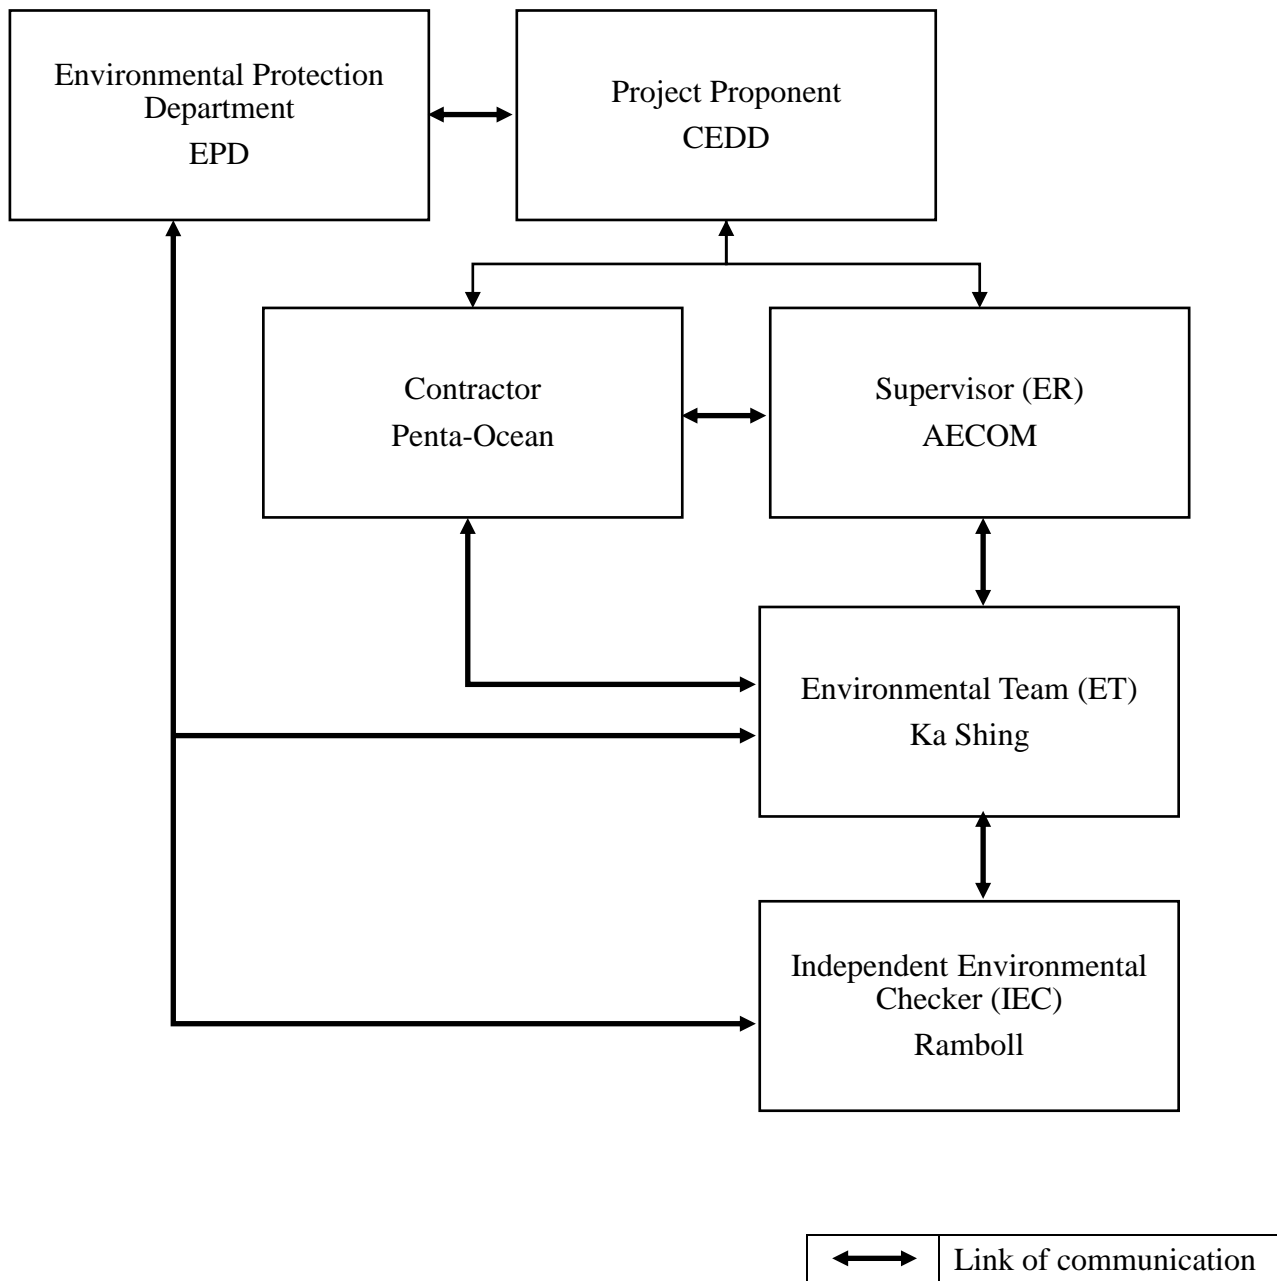 Environmental Protection
Department
EPD
Project Proponent
CEDD
Contractor
Penta-Ocean
Supervisor (ER)
AECOM
Environmental Team (ET)
Ka Shing
Independent Environmental
Checker (IEC)
Ramboll
Link of communication